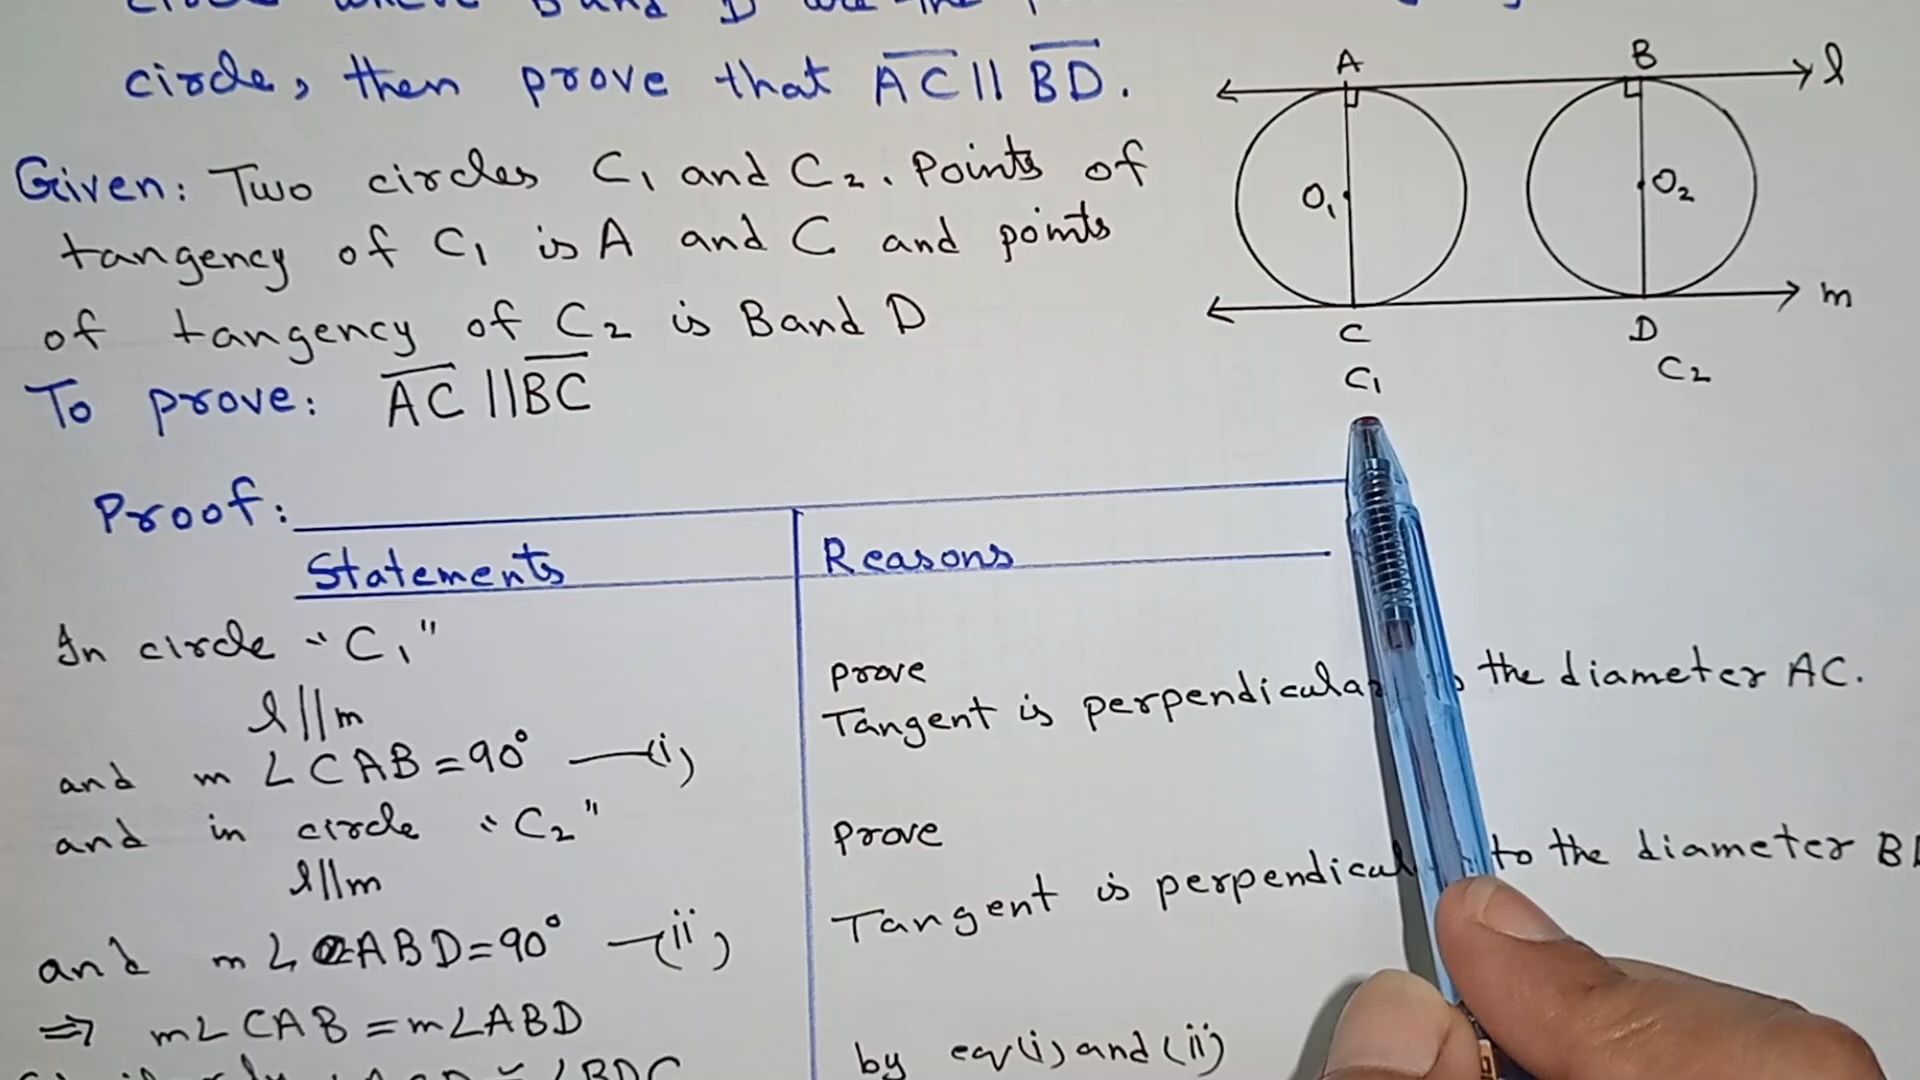 circle, then prove that AC || BD.
Given: Two circles C1 and C2. Points of
tangency of C1 is A and C and points
of tangency of C2 is B and D
To prove: AC || BC
A
B
l
O1
O2
m
C
D
C1
C2
Proof:
Statements
Reasons
In circle "C1"
l||m
prove
and m∠CAB=90° —(i)
Tangent is perpendicular the diameter AC.
and in circle "C2"
l||m
prove
and m∠ABD=90° —(ii)
Tangent is to the diameter
⇒ m∠CAB=m∠ABD
by eq(i) and (ii)